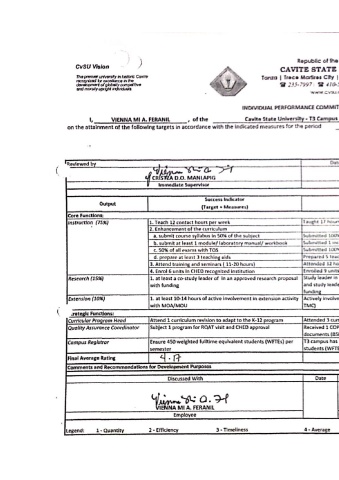 CvSU Vision
The premier university in historic Cavite
recognized for excellence in the
development of globally competitive
and morally upright individuals
Republic of the
CAVITE STATE
Tanza | Trece Martires City |
INDIVIDUAL PERFORMANCE COMMIT
I, VIENNA MI A. FERANIL , of the Cavite State University - T3 Campus
on the attainment of the following targets in accordance with the indicated measures for the period
Reviewed by Dat
CRISTITA D.O. MANLAPIG
Immediate Supervisor
Output Success Indicator
(Target + Measures)
Core Functions:
Instruction (75%) 1. Teach 12 contact hours per week Taught 17 hour
2. Enhancement of the curriculum
a. submit course syllabus in 50% of the subject Submitted 100%
b. submit at least 1 module/ laboratory manual/ workbook Submitted 1
c. 50% of all exams with TOS Submitted 100%
d. prepare at least 3 teaching aids Prepared 5
3. Attend training and seminars ( 11-20 hours) Attended 32 ho
4. Enrol 6 units in CHED recognized Institution Enrolled 9 units
Research (15%) 1. at least a co-study leader of in an approved research proposal Study leader in
with funding and study leade
funding
Extension (10%) 1. at least 10-14 hours of active involvement in extension activity Actively involve
with MOA/MOU TMC)
Strategic Functions:
Curricular Program Head Attend 1 curriculum revision to adapt to the K-12 program Attended 3 cur
Quality Assurance Coordinator Subject 1 program for RQAT visit and CHED approval Received 1 COP
documents (BS
Campus Registrar Ensure 450 weighted fulltime equivalent students (WFTEs) per T3 campus has
semester students (WFT
Final Average Rating 4.17
Comments and Recommendations for Development Purposes
Discussed With Date
VIENNA MI A. FERANIL
Employee
Legend: 1 - Quantity 2 - Efficiency 3 - Timeliness 4 - Average